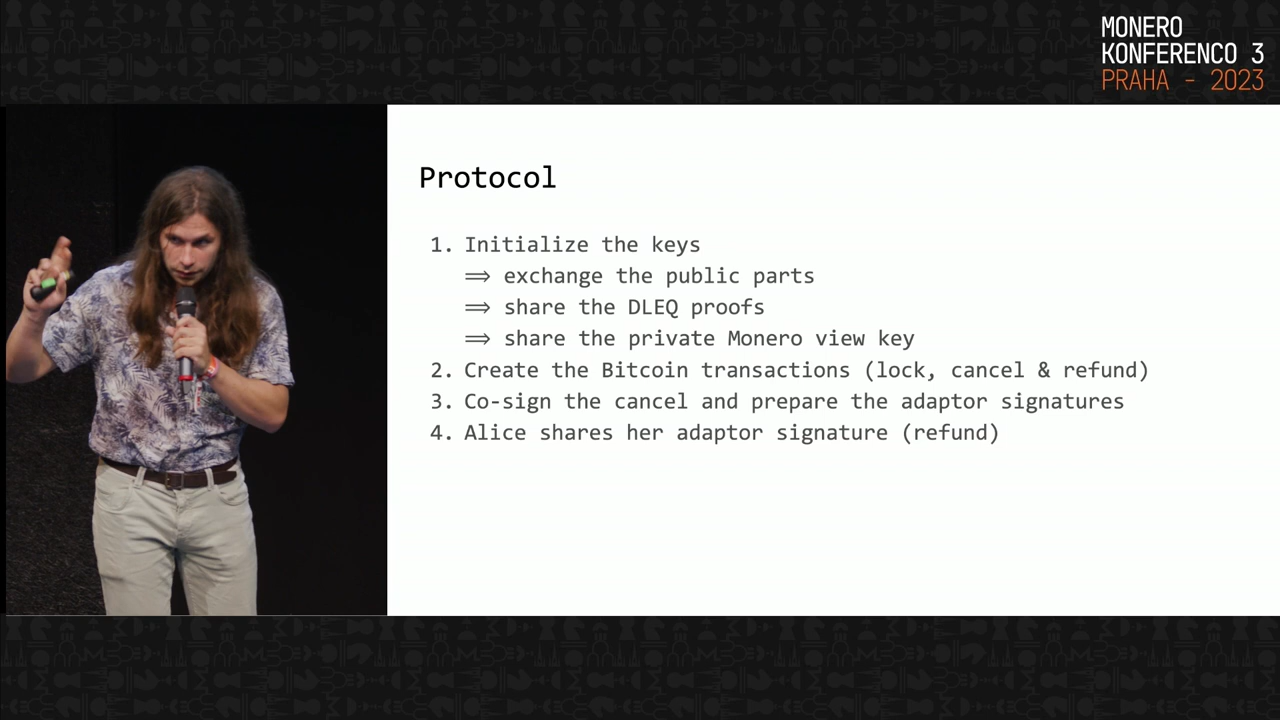 MONERO
KONFERENCO 3
PRAHA - 2023
Protocol
1. Initialize the keys
⟹ exchange the public parts
⟹ share the DLEQ proofs
⟹ share the private Monero view key
2. Create the Bitcoin transactions (lock, cancel & refund)
3. Co-sign the cancel and prepare the adaptor signatures
4. Alice shares her adaptor signature (refund)